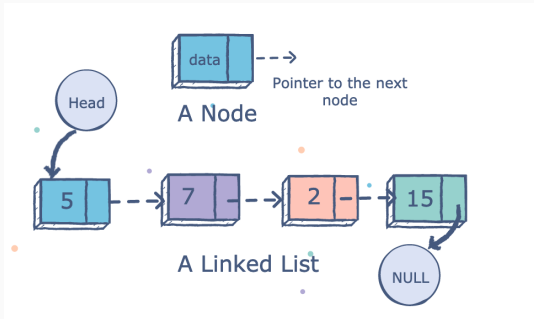 data
Pointer to the next
node
A Node
Head
5
7
2
15
A Linked List
NULL